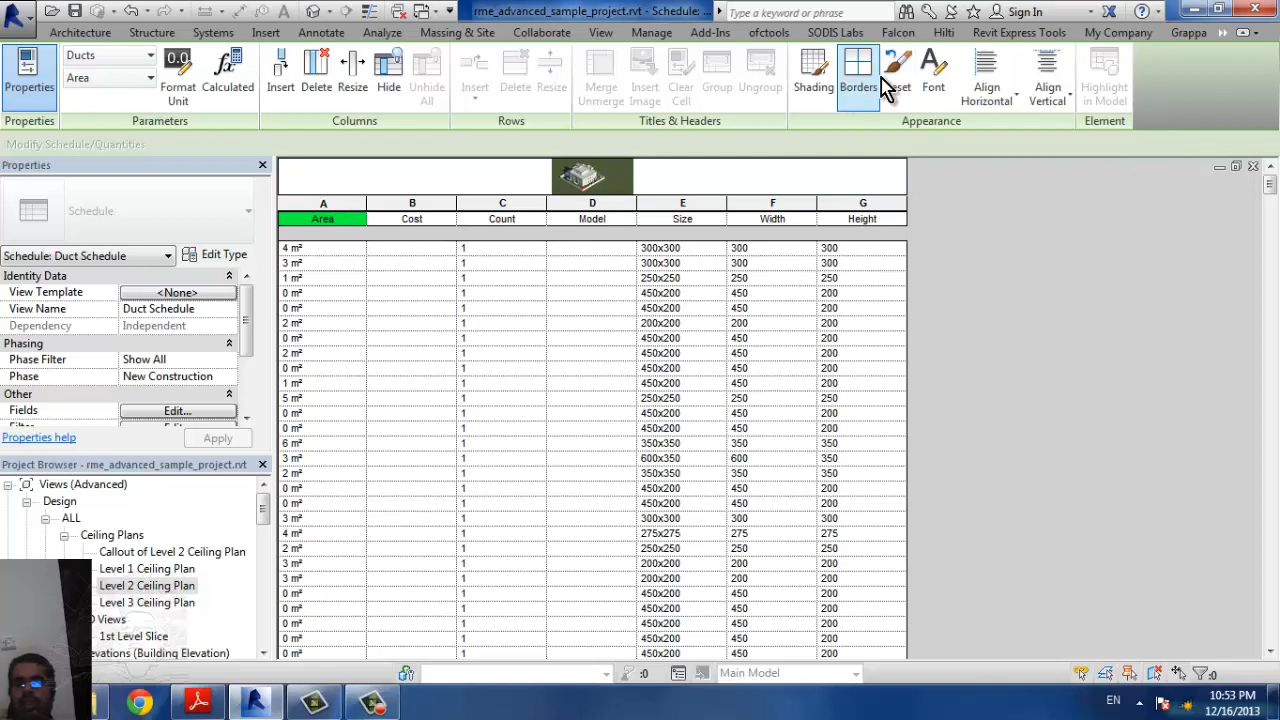 rme_advanced_sample_project.rvt - Schedule: ...
Type a keyword or phrase
Sign In
Architecture Structure Systems Insert Annotate Analyze Massing & Site Collaborate View Manage Add-Ins ofctools SODIS Labs Falcon Hilti Revit Express Tools My Company Grappa
Properties
Ducts
Area
0.0
Format Unit
Calculated
Insert Delete Resize Hide Unhide All
Insert Delete Resize
Merge Unmerge Insert Image Clear Cell Group Ungroup
Shading Borders Font Align Horizontal Align Vertical
Highlight in Model
Properties Parameters Columns Rows Titles & Headers Appearance Element
Modify Schedule/Quantities
Properties
Schedule
Schedule: Duct Schedule Edit Type
Identity Data
View Template <None>
View Name Duct Schedule
Dependency Independent
Phasing
Phase Filter Show All
Phase New Construction
Other
Fields Edit...
Properties help Apply
Project Browser - rme_advanced_sample_project.rvt
Views (Advanced)
Design
ALL
Ceiling Plans
Callout of Level 2 Ceiling Plan
Level 1 Ceiling Plan
Level 2 Ceiling Plan
Level 3 Ceiling Plan
Views
1st Level Slice
(Building Elevation)
A B C D E F G
Area Cost Count Model Size Width Height
4 m² 1 300x300 300 300
3 m² 1 300x300 300 300
1 m² 1 250x250 250 250
0 m² 1 450x200 450 200
0 m² 1 450x200 450 200
2 m² 1 200x200 200 200
0 m² 1 450x200 450 200
2 m² 1 450x200 450 200
0 m² 1 450x200 450 200
1 m² 1 450x200 450 200
5 m² 1 250x250 250 250
0 m² 1 450x200 450 200
0 m² 1 450x200 450 200
6 m² 1 350x350 350 350
3 m² 1 600x350 600 350
2 m² 1 350x350 350 350
0 m² 1 450x200 450 200
0 m² 1 450x200 450 200
3 m² 1 300x300 300 300
4 m² 1 275x275 275 275
2 m² 1 250x250 250 250
3 m² 1 200x200 200 200
3 m² 1 200x200 200 200
0 m² 1 450x200 450 200
0 m² 1 450x200 450 200
0 m² 1 450x200 450 200
0 m² 1 450x200 450 200
0 m² 1 450x200 450 200
:0
Main Model
:0
EN
10:53 PM
12/16/2013